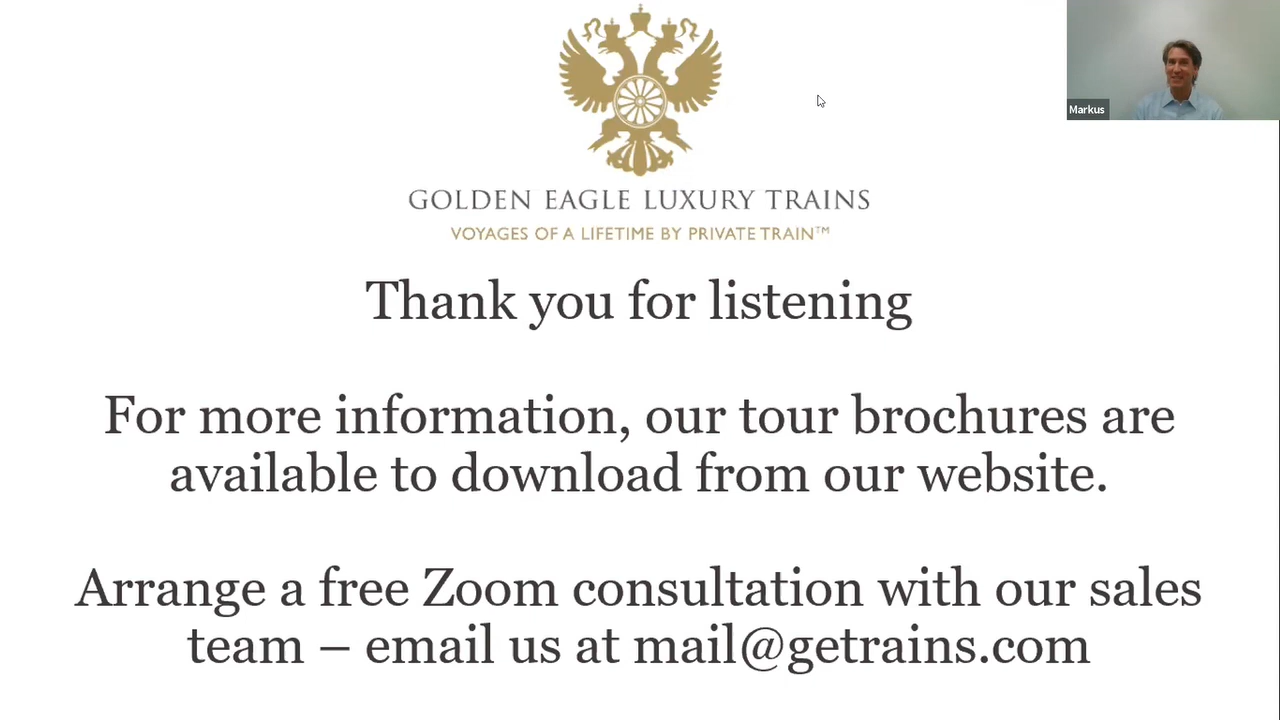 Markus
GOLDEN EAGLE LUXURY TRAINS
VOYAGES OF A LIFETIME BY PRIVATE TRAIN™
Thank you for listening
For more information, our tour brochures are
available to download from our website.
Arrange a free Zoom consultation with our sales
team – email us at mail@getrains.com